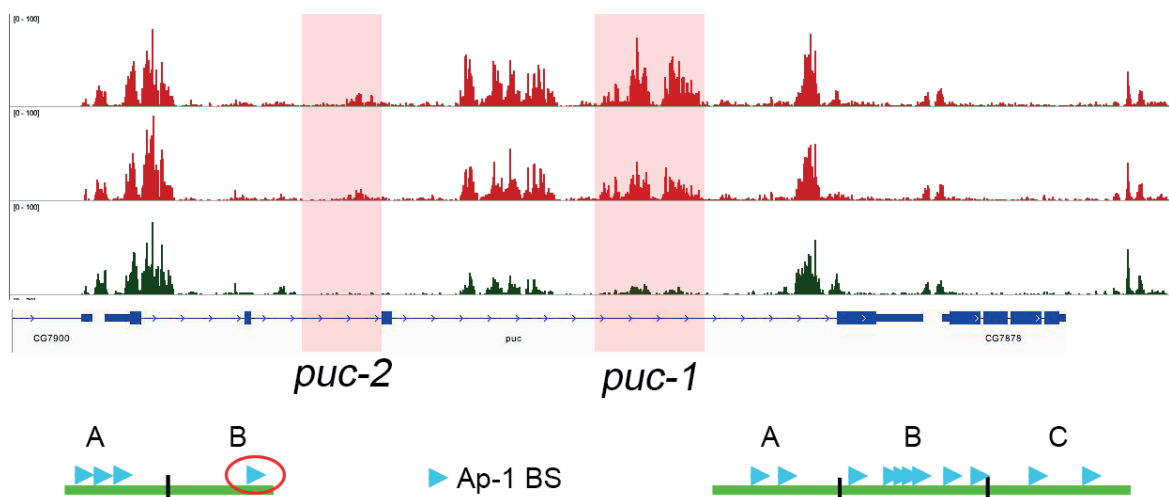 [0 - 100]
[0 - 100]
[0 - 100]
CG7900 puc CG7878
puc-2 puc-1
A B A B C
Ap-1 BS